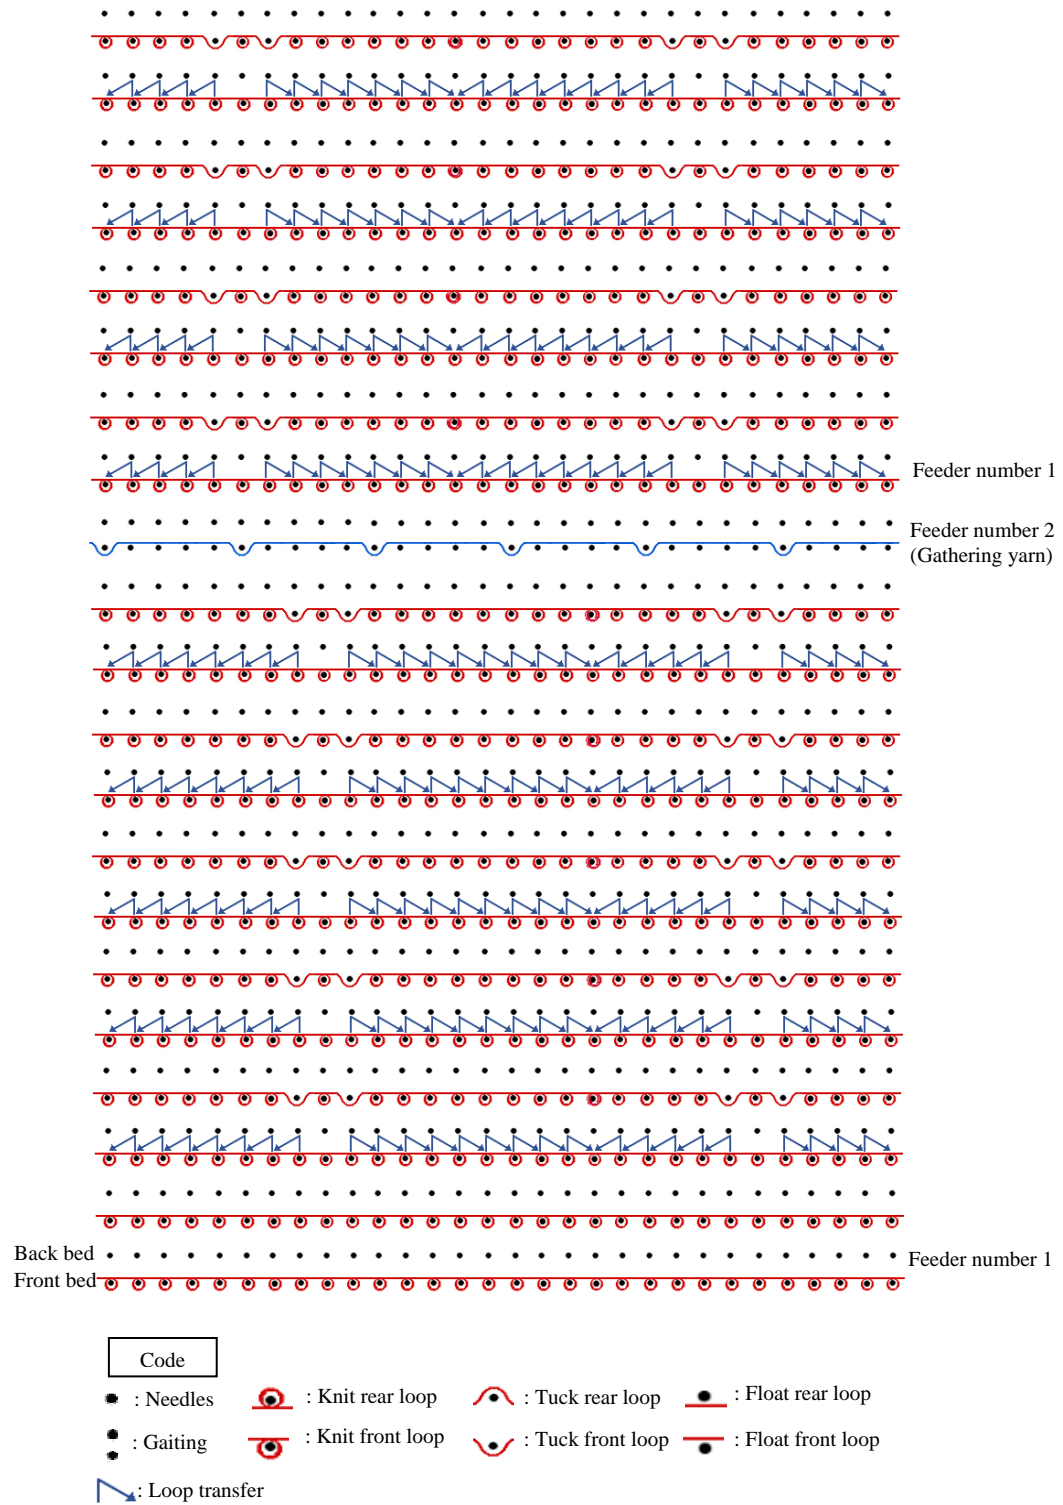 Feeder number 1
Feeder number 2
(Gathering yarn)
Back bed
Front bed
Feeder number 1
Code
: Needles
: Knit rear loop
: Tuck rear loop
: Float rear loop
: Gaiting
: Knit front loop
: Tuck front loop
: Float front loop
: Loop transfer